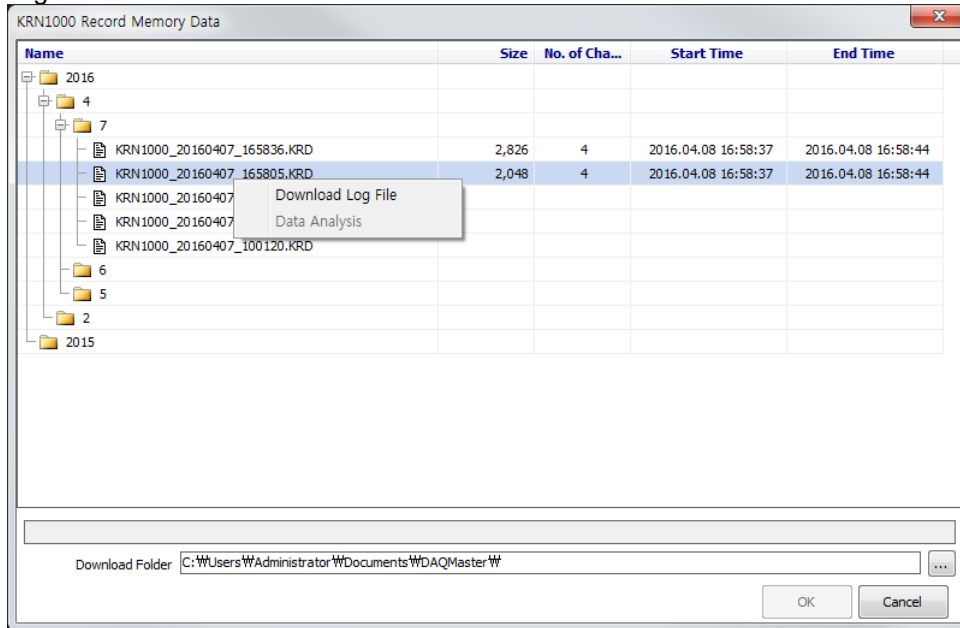 KRN1000 Record Memory Data
Name Size No. of Cha... Start Time End Time
2016
4
7
KRN1000_20160407_165836.KRD 2,826 4 2016.04.08 16:58:37 2016.04.08 16:58:44
KRN1000_20160407_165805.KRD 2,048 4 2016.04.08 16:58:37 2016.04.08 16:58:44
KRN1000_20160407 Download Log File
KRN1000_20160407 Data Analysis
KRN1000_20160407_100120.KRD
6
5
2
2015
Download Folder C:₩Users₩Administrator₩Documents₩DAQMaster₩ ...
OK Cancel